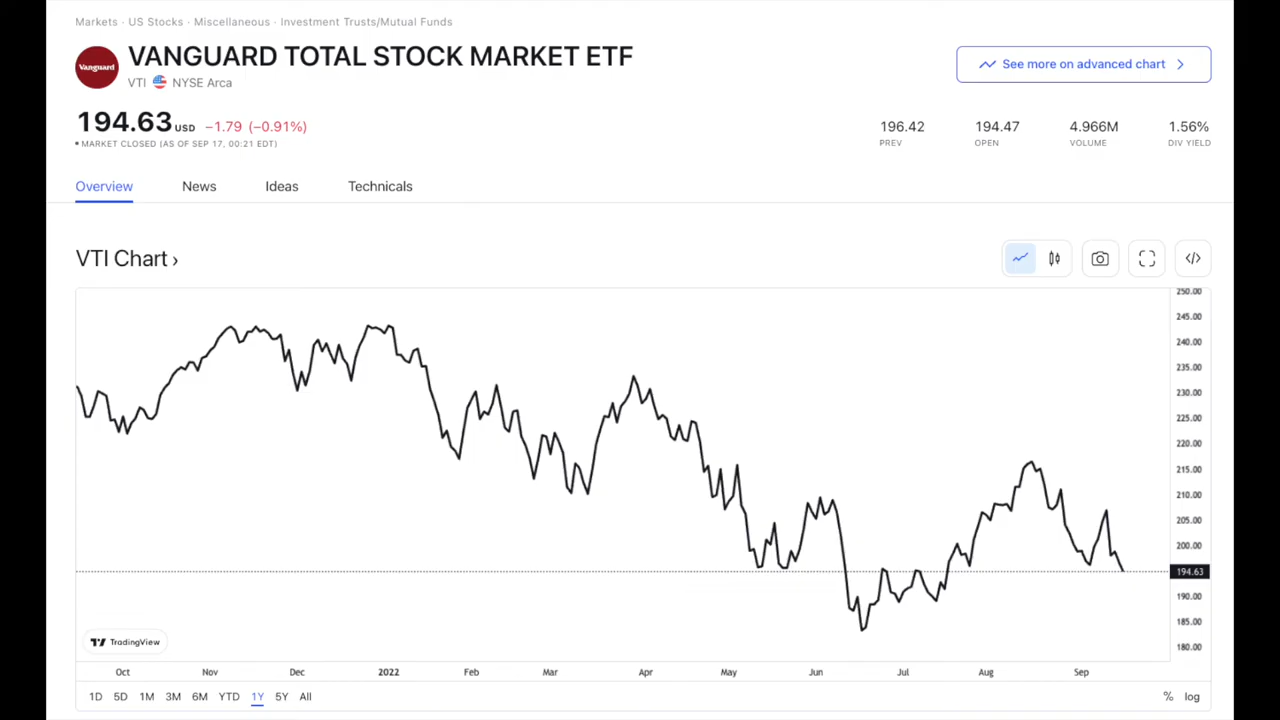 Markets · US Stocks · Miscellaneous · Investment Trusts/Mutual Funds
Vanguard
VANGUARD TOTAL STOCK MARKET ETF
VTI NYSE Arca
See more on advanced chart
194.63 USD −1.79 (−0.91%)
MARKET CLOSED (AS OF SEP 17, 00:21 EDT)
196.42 194.47 4.966M 1.56%
PREV OPEN VOLUME DIV YIELD
Overview News Ideas Technicals
VTI Chart ›
250.00
245.00
240.00
235.00
230.00
225.00
220.00
215.00
210.00
205.00
200.00
194.63
190.00
185.00
180.00
TradingView
Oct Nov Dec 2022 Feb Mar Apr May Jun Jul Aug Sep
1D 5D 1M 3M 6M YTD 1Y 5Y All % log